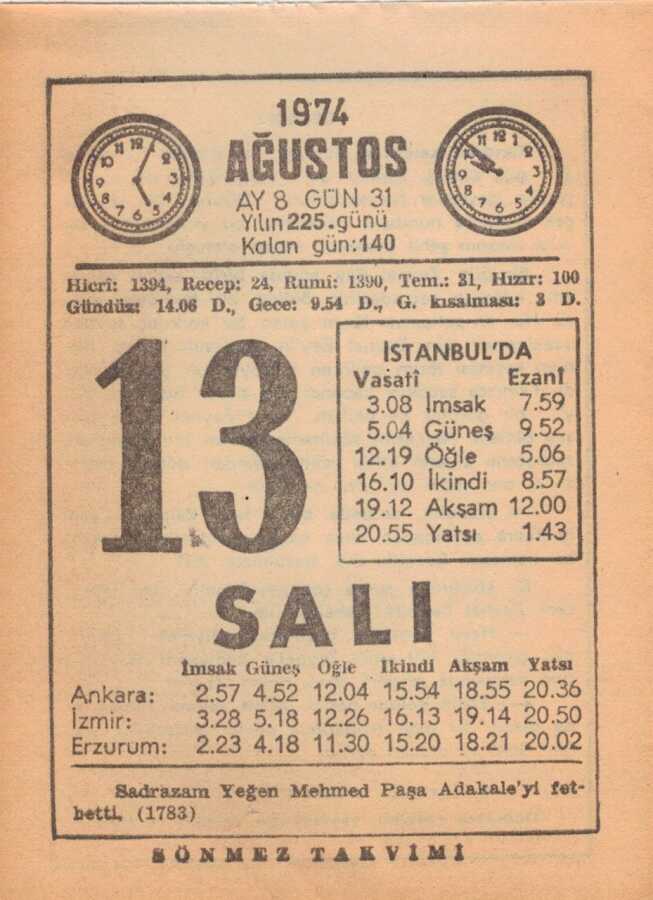 1974
AĞUSTOS
AY 8 GÜN 31
Yılın 225.günü
Kalan gün:140
Hicrî: 1394, Recep: 24, Rumî: 1390, Tem.: 31, Hızır: 100
Gündüz: 14.06 D., Gece: 9.54 D., G. kısalması: 3 D.
13
İSTANBUL'DA
Vasatî Ezanî
3.08 İmsak 7.59
5.04 Güneş 9.52
12.19 Öğle 5.06
16.10 İkindi 8.57
19.12 Akşam 12.00
20.55 Yatsı 1.43
SALI
İmsak Güneş Öğle İkindi Akşam Yatsı
Ankara: 2.57 4.52 12.04 15.54 18.55 20.36
İzmir: 3.28 5.18 12.26 16.13 19.14 20.50
Erzurum: 2.23 4.18 11.30 15.20 18.21 20.02
Sadrazam Yeğen Mehmed Paşa Adakale'yi fet-
hetti. (1783)
SÖNMEZ TAKVİMİ